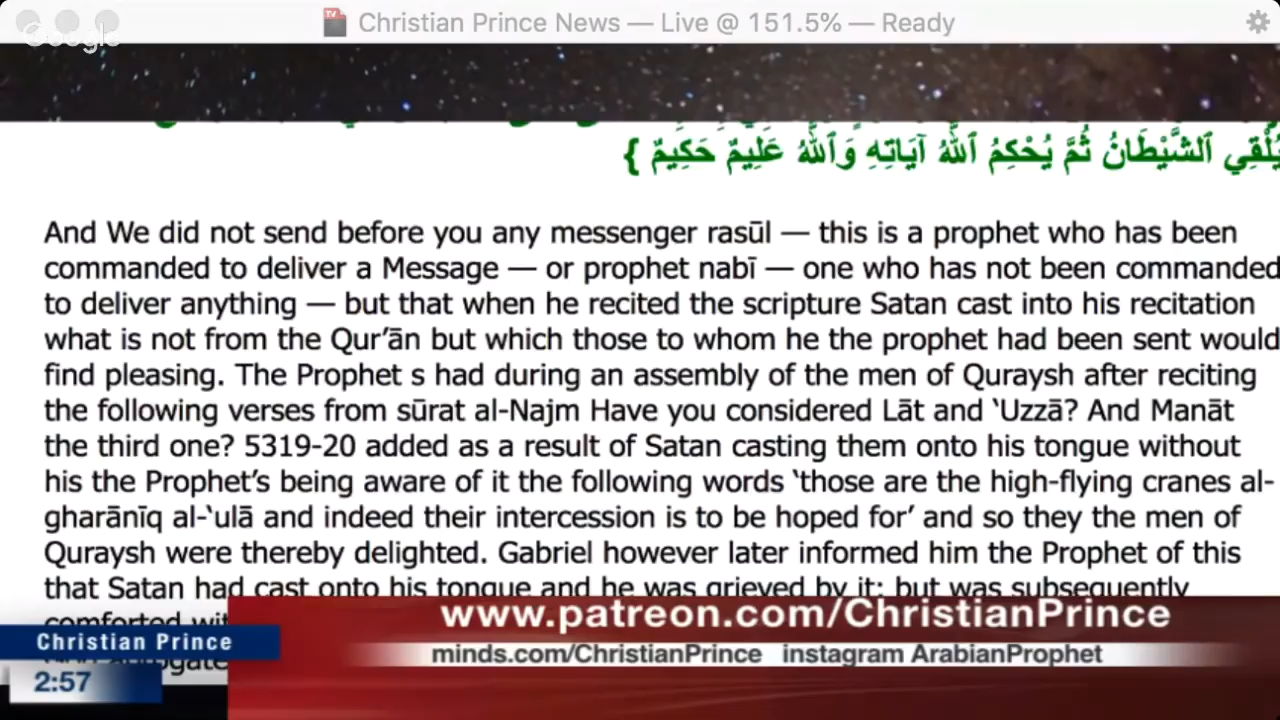 Christian Prince News — Live @ 151.5% — Ready
Google
يُلْقِي ٱلشَّيْطَانُ ثُمَّ يُحْكِمُ ٱللَّهُ آيَاتِهِ وَٱللَّهُ عَلِيمٌ حَكِيمٌ }
And We did not send before you any messenger rasūl — this is a prophet who has been
commanded to deliver a Message — or prophet nabī — one who has not been commanded
to deliver anything — but that when he recited the scripture Satan cast into his recitation
what is not from the Qur’ān but which those to whom he the prophet had been sent would
find pleasing. The Prophet s had during an assembly of the men of Quraysh after reciting
the following verses from sūrat al-Najm Have you considered Lāt and ‘Uzzā? And Manāt
the third one? 5319-20 added as a result of Satan casting them onto his tongue without
his the Prophet’s being aware of it the following words ‘those are the high-flying cranes al-
gharānīq al-‘ulā and indeed their intercession is to be hoped for’ and so they the men of
Quraysh were thereby delighted. Gabriel however later informed him the Prophet of this
that Satan had cast onto his tongue and he was grieved by it; but was subsequently
comforted
www.patreon.com/ChristianPrince
Christian Prince
minds.com/ChristianPrince instagram ArabianProphet
2:57